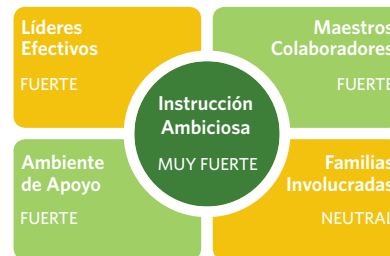 Líderes
Efectivos
FUERTE
Maestros
Colaboradores
FUERTE
Instrucción
Ambiciosa
MUY FUERTE
Ambiente
de Apoyo
FUERTE
Familias
Involucradas
NEUTRAL